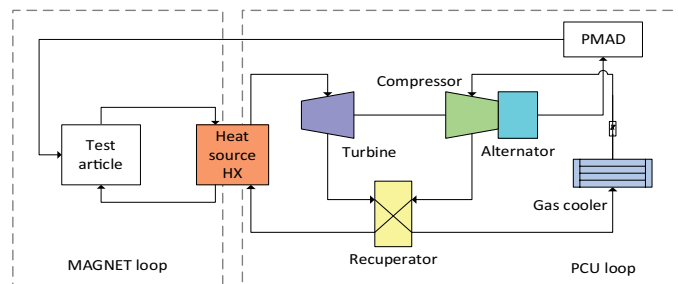 PMAD
Compressor
Test
article
Heat
source
HX
Turbine
Alternator
Gas cooler
Recuperator
MAGNET loop
PCU loop